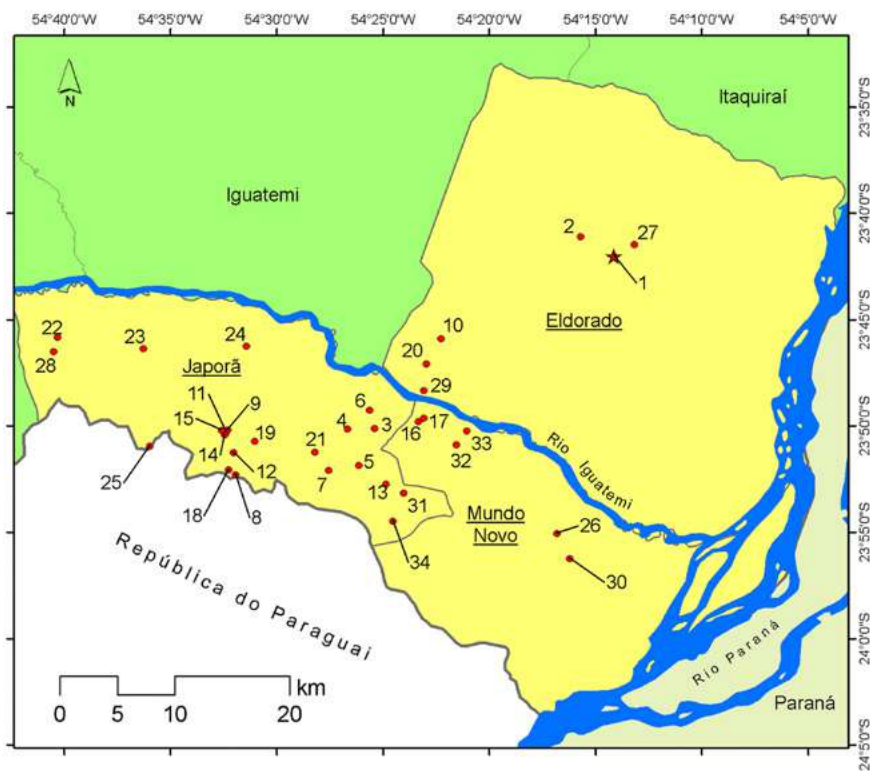 54°40'0"W 54°35'0"W 54°30'0"W 54°25'0"W 54°20'0"W 54°15'0"W 54°10'0"W 54°5'0"W
N
Itaquiraí
23°35'0"S
Iguatemi
23°40'0"S
2 27
1
23°45'0"S
22 23 24 10 Eldorado
28 20
Japorã
11 9 6 29
15 4 3 16 17
23°50'0"S
14 19 21 5 32 33
25 12 7 Rio Iguatemi
18 8 13 31
Mundo
Novo
26
23°55'0"S
34 30
República do Paraguai
24°0'0"S
Rio Paraná
km
Paraná
0 5 10 20
24°5'0"S